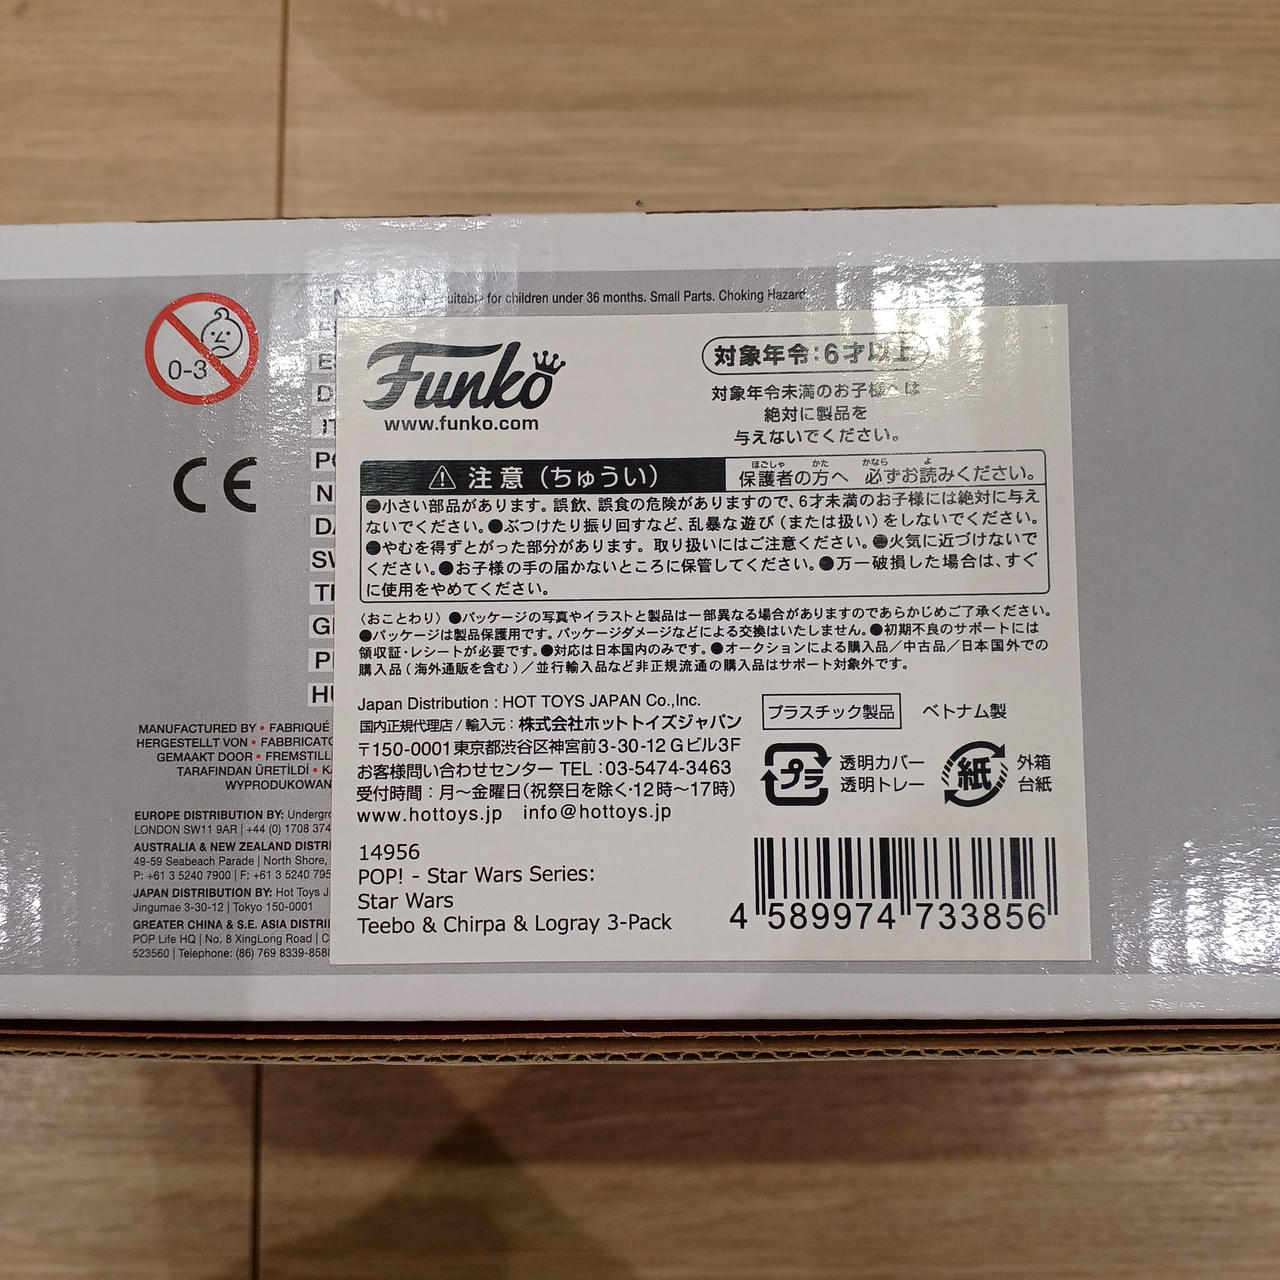 0-3
CE
uitable for children under 36 months. Small Parts. Choking Hazard.
Funko
www.funko.com
対象年令:6才以上
対象年令未満のお子様へは
絶対に製品を
与えないでください。
注意(ちゅうい)
保護者の方へ 必ずお読みください。
ほごしゃ かた かなら よ
●小さい部品があります。誤飲、誤食の危険がありますので、6才未満のお子様には絶対に与え
ないでください。●ぶつけたり振り回すなど、乱暴な遊び(または扱い)をしないでください。
●やむを得ずとがった部分があります。取り扱いにはご注意ください。●火気に近づけないで
ください。●お子様の手の届かないところに保管してください。●万一破損した場合は、すぐ
に使用をやめてください。
〈おことわり〉●パッケージの写真やイラストと製品は一部異なる場合がありますのであらかじめご了承ください。
●パッケージは製品保護用です。パッケージダメージなどによる交換はいたしません。●初期不良のサポートには
領収証・レシートが必要です。●対応は日本国内のみです。●オークションによる購入品/中古品/日本国外での
購入品(海外通販を含む)/並行輸入品など非正規流通の購入品はサポート対象外です。
Japan Distribution : HOT TOYS JAPAN Co.,Inc.
国内正規代理店/輸入元:株式会社ホットトイズジャパン
〒150-0001東京都渋谷区神宮前3-30-12 Gビル3F
お客様問い合わせセンター TEL:03-5474-3463
受付時間:月〜金曜日(祝祭日を除く・12時〜17時)
www.hottoys.jp info@hottoys.jp
プラスチック製品 ベトナム製
プラ
透明カバー
透明トレー
紙
外箱
台紙
14956
POP! - Star Wars Series:
Star Wars
Teebo & Chirpa & Logray 3-Pack
4 589974 733856
MANUFACTURED BY • FABRIQUÉ
HERGESTELLT VON • FABBRICATO
GEMAAKT DOOR • FREMSTILL
TARAFINDAN ÜRETİLDİ •
WYPRODUKOWAN
EUROPE DISTRIBUTION BY: Undergro
LONDON SW11 9AR | +44 (0) 1708 374
AUSTRALIA & NEW ZEALAND DISTRI
49-59 Seabeach Parade | North Shore,
P: +61 3 5240 7900 | F: +61 3 5240 795
JAPAN DISTRIBUTION BY: Hot Toys J
Jingumae 3-30-12 | Tokyo 150-0001
GREATER CHINA & S.E. ASIA DISTRI
POP Life HQ | No. 8 XingLong Road | C
523560 | Telephone: (86) 769 8339-8588